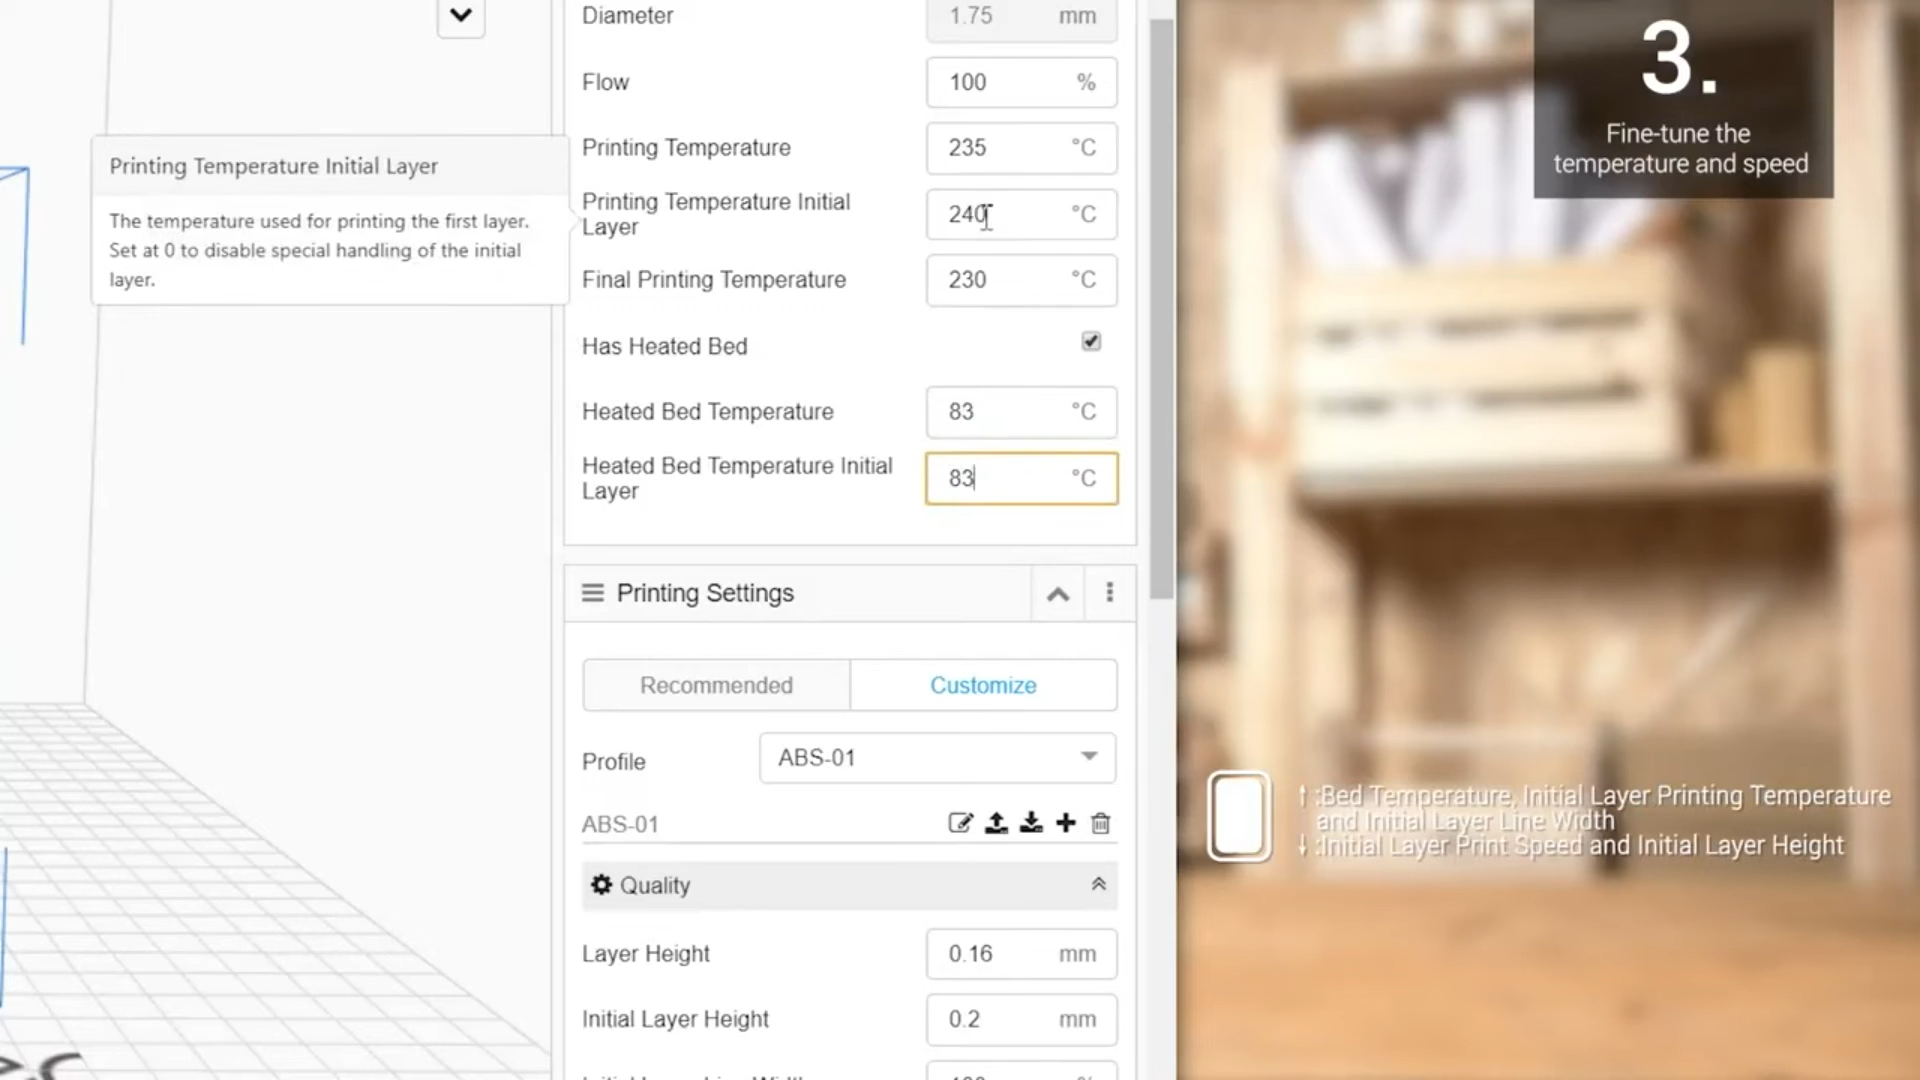 Diameter
1.75 mm
Flow
100 %
Printing Temperature
235 °C
Printing Temperature Initial
Layer
240 °C
Final Printing Temperature
230 °C
Has Heated Bed
Heated Bed Temperature
83 °C
Heated Bed Temperature Initial
Layer
83 °C
Printing Temperature Initial Layer
The temperature used for printing the first layer.
Set at 0 to disable special handling of the initial
layer.
Printing Settings
Recommended
Customize
Profile
ABS-01
ABS-01
Quality
Layer Height
0.16 mm
Initial Layer Height
0.2 mm
3.
Fine-tune the
temperature and speed
↑ :Bed Temperature, Initial Layer Printing Temperature
and Initial Layer Line Width
↓ :Initial Layer Print Speed and Initial Layer Height